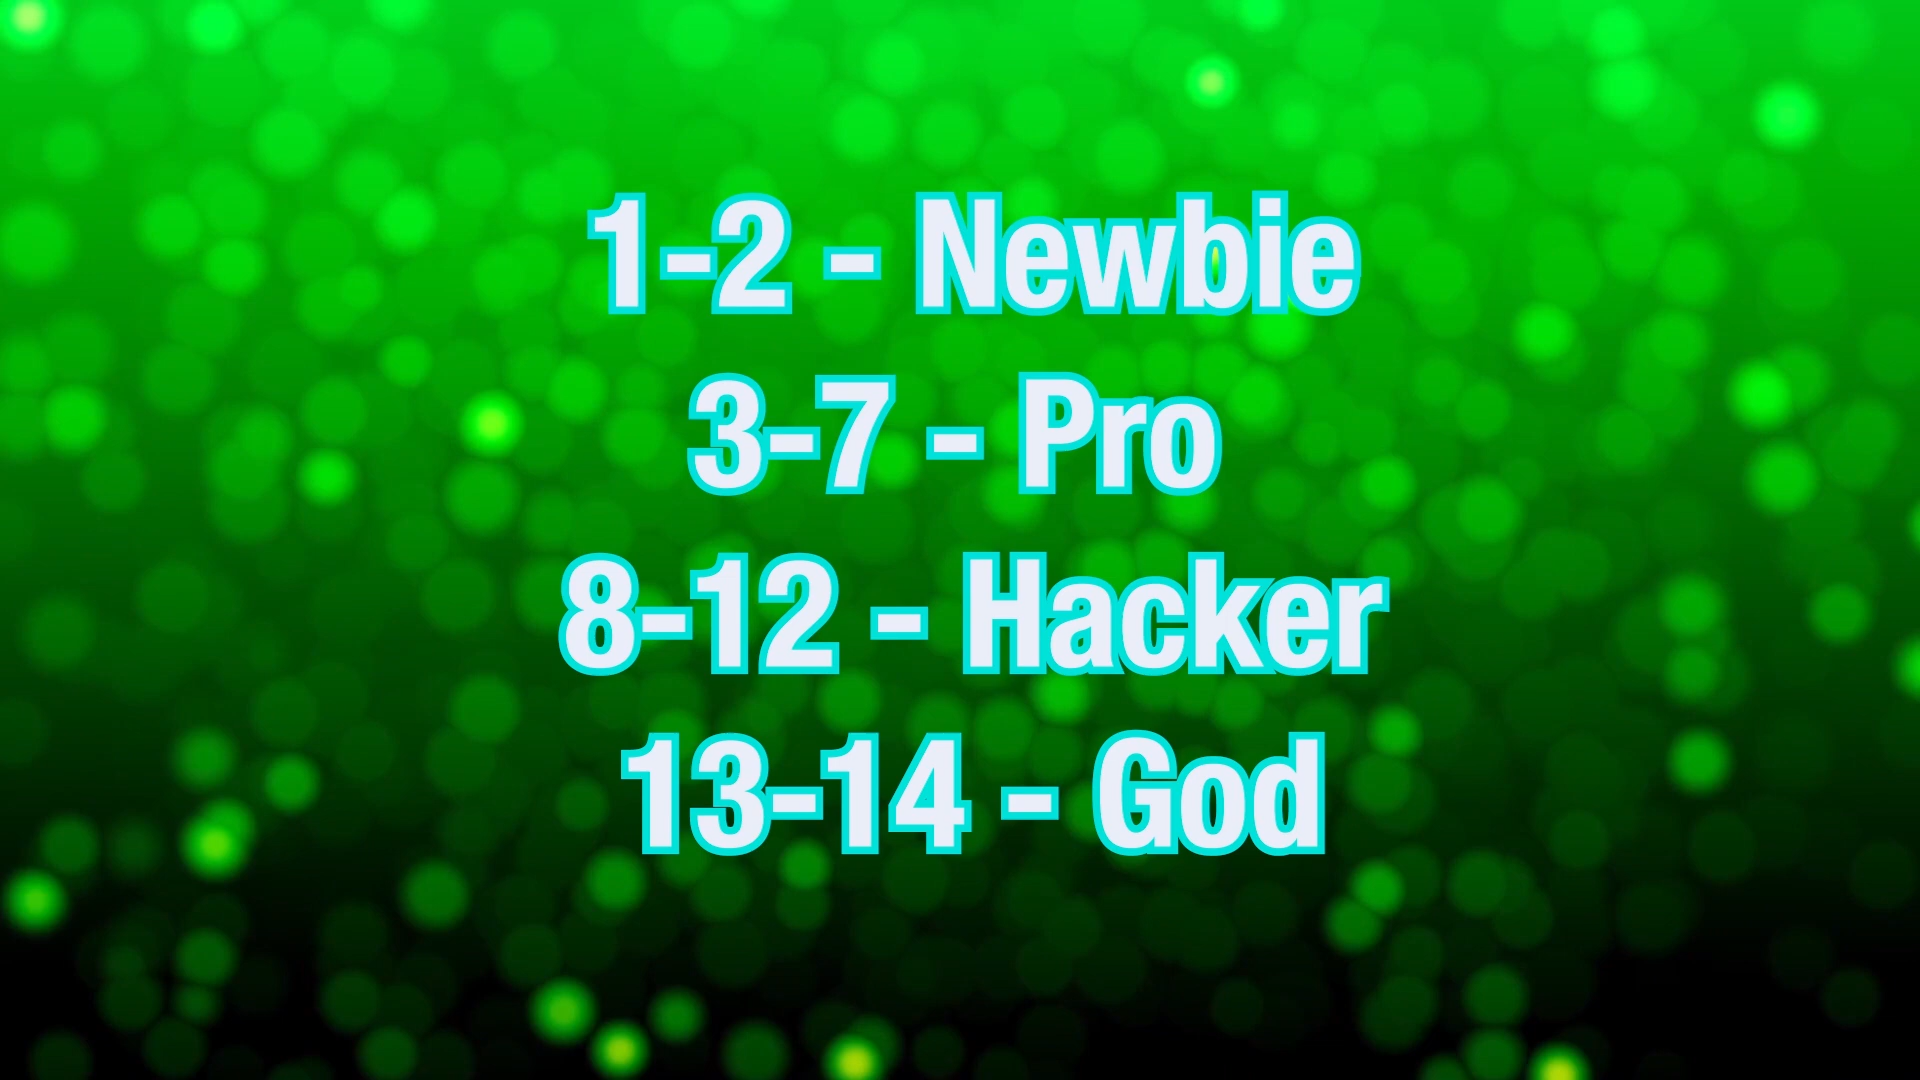 1-2 - Newbie
3-7 - Pro
8-12 - Hacker
13-14 - God